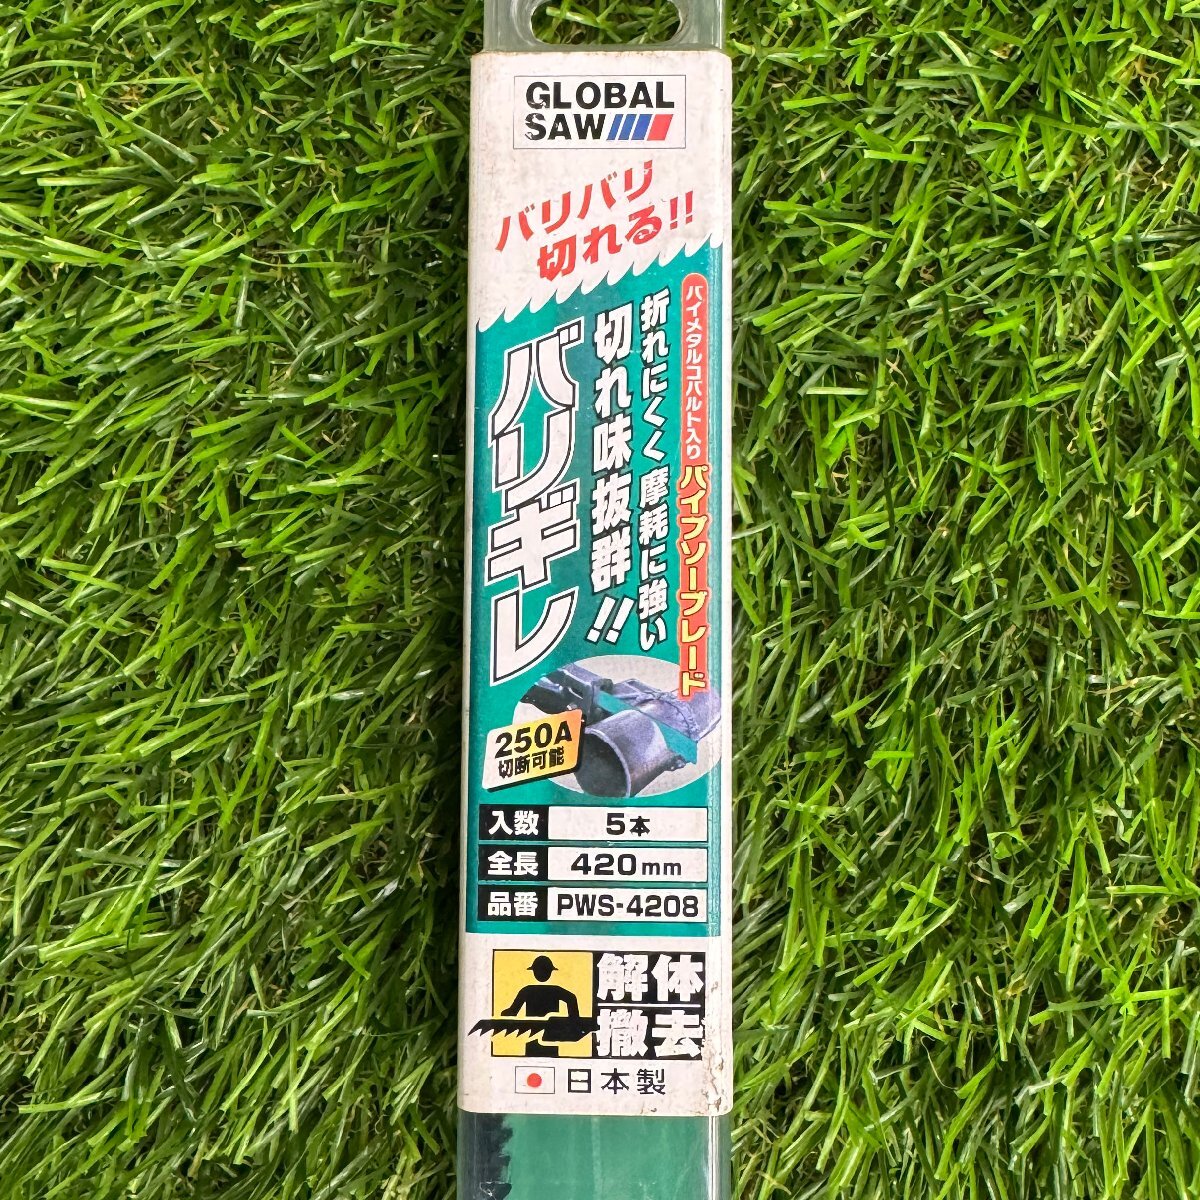 GLOBAL
SAW
バリバリ
切れる!!
バイメタルコバルト入り パイプソーブレード
折れにくく摩耗に強い
切れ味抜群!!
バリギレ
250A
切断可能
入数 5本
全長 420mm
品番 PWS-4208
解体
撤去
日本製